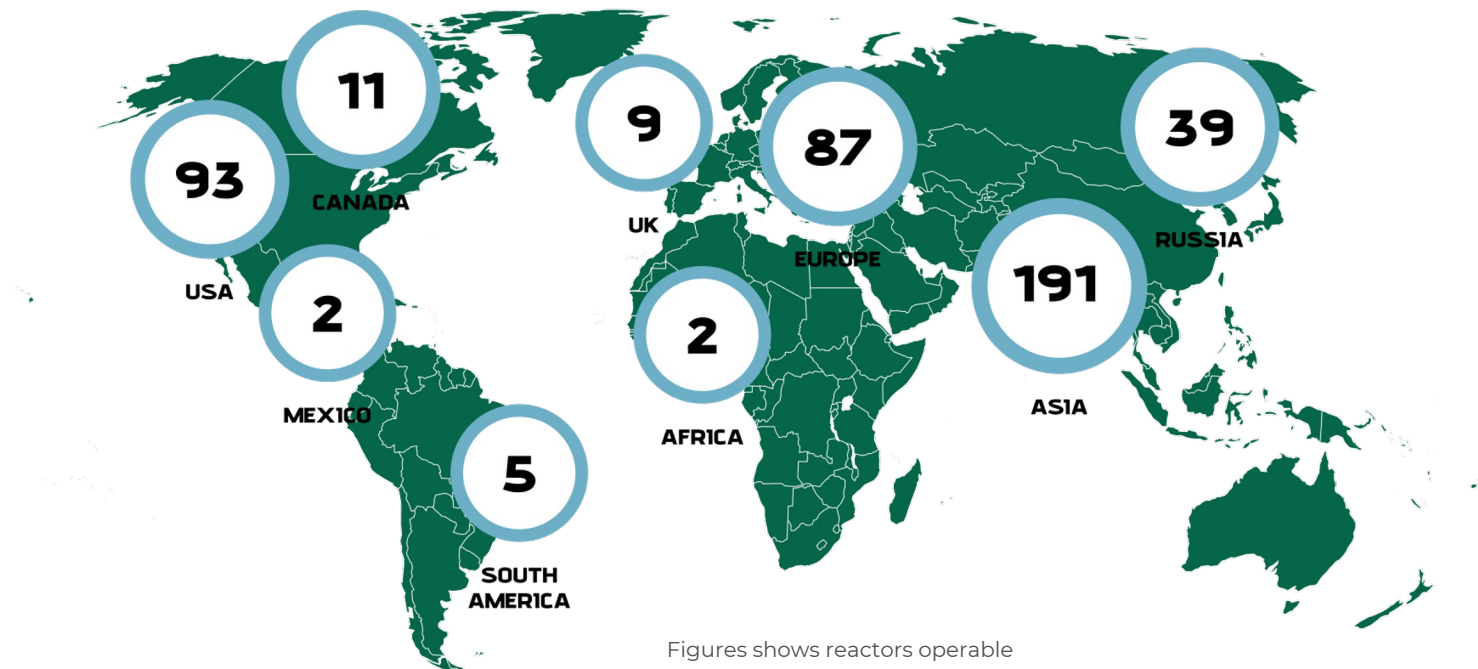 11
CANADA
93
USA
2
MEXICO
5
SOUTH
AMERICA
9
UK
87
EUROPE
2
AFRICA
39
RUSSIA
191
ASIA
Figures shows reactors operable